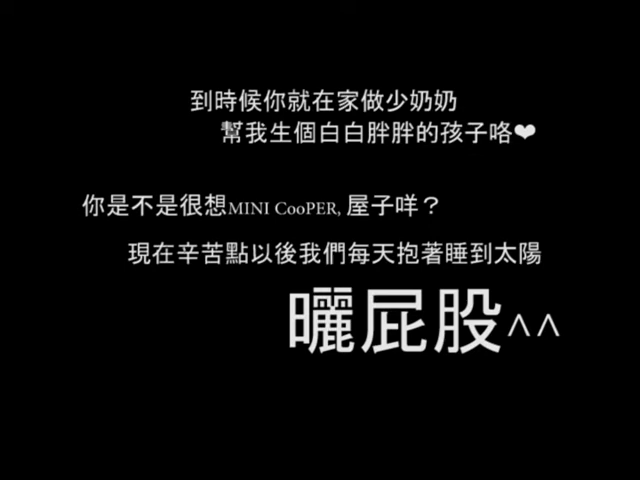 到時候你就在家做少奶奶
幫我生個白白胖胖的孩子咯❤
你是不是很想MINI CooPER, 屋子咩？
現在辛苦點以後我們每天抱著睡到太陽
曬屁股^^